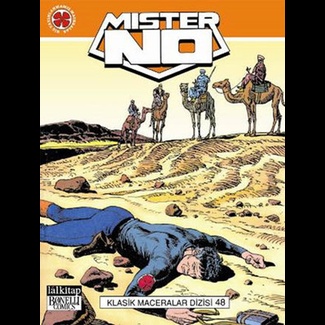 MISTER
NO
KLASİK MACERALAR DİZİSİ 48
lalkitap
BONELLI
COMICS